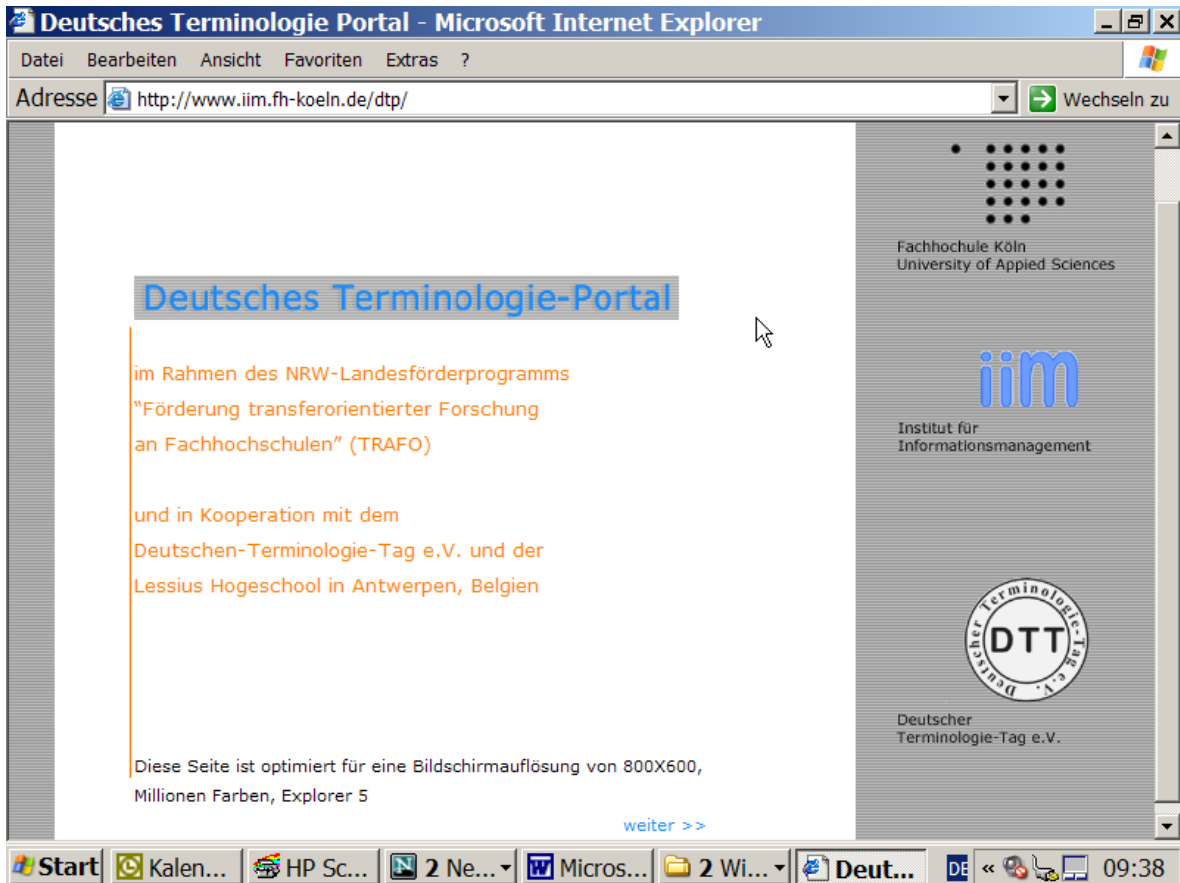 Deutsches Terminologie Portal - Microsoft Internet Explorer
Datei Bearbeiten Ansicht Favoriten Extras ?
Adresse http://www.iim.fh-koeln.de/dtp/ Wechseln zu
Fachhochule Köln
University of Appied Sciences
Deutsches Terminologie-Portal
im Rahmen des NRW-Landesförderprogramms
“Förderung transferorientierter Forschung
an Fachhochschulen” (TRAFO)
und in Kooperation mit dem
Deutschen-Terminologie-Tag e.V. und der
Lessius Hogeschool in Antwerpen, Belgien
iim
Institut für
Informationsmanagement
Deutscher Terminologie-Tag e.V.
DTT
Deutscher
Terminologie-Tag e.V.
Diese Seite ist optimiert für eine Bildschirmauflösung von 800X600,
Millionen Farben, Explorer 5
weiter >>
Start Kalen... HP Sc... 2 Ne... Micros... 2 Wi... Deut... DE « 09:38